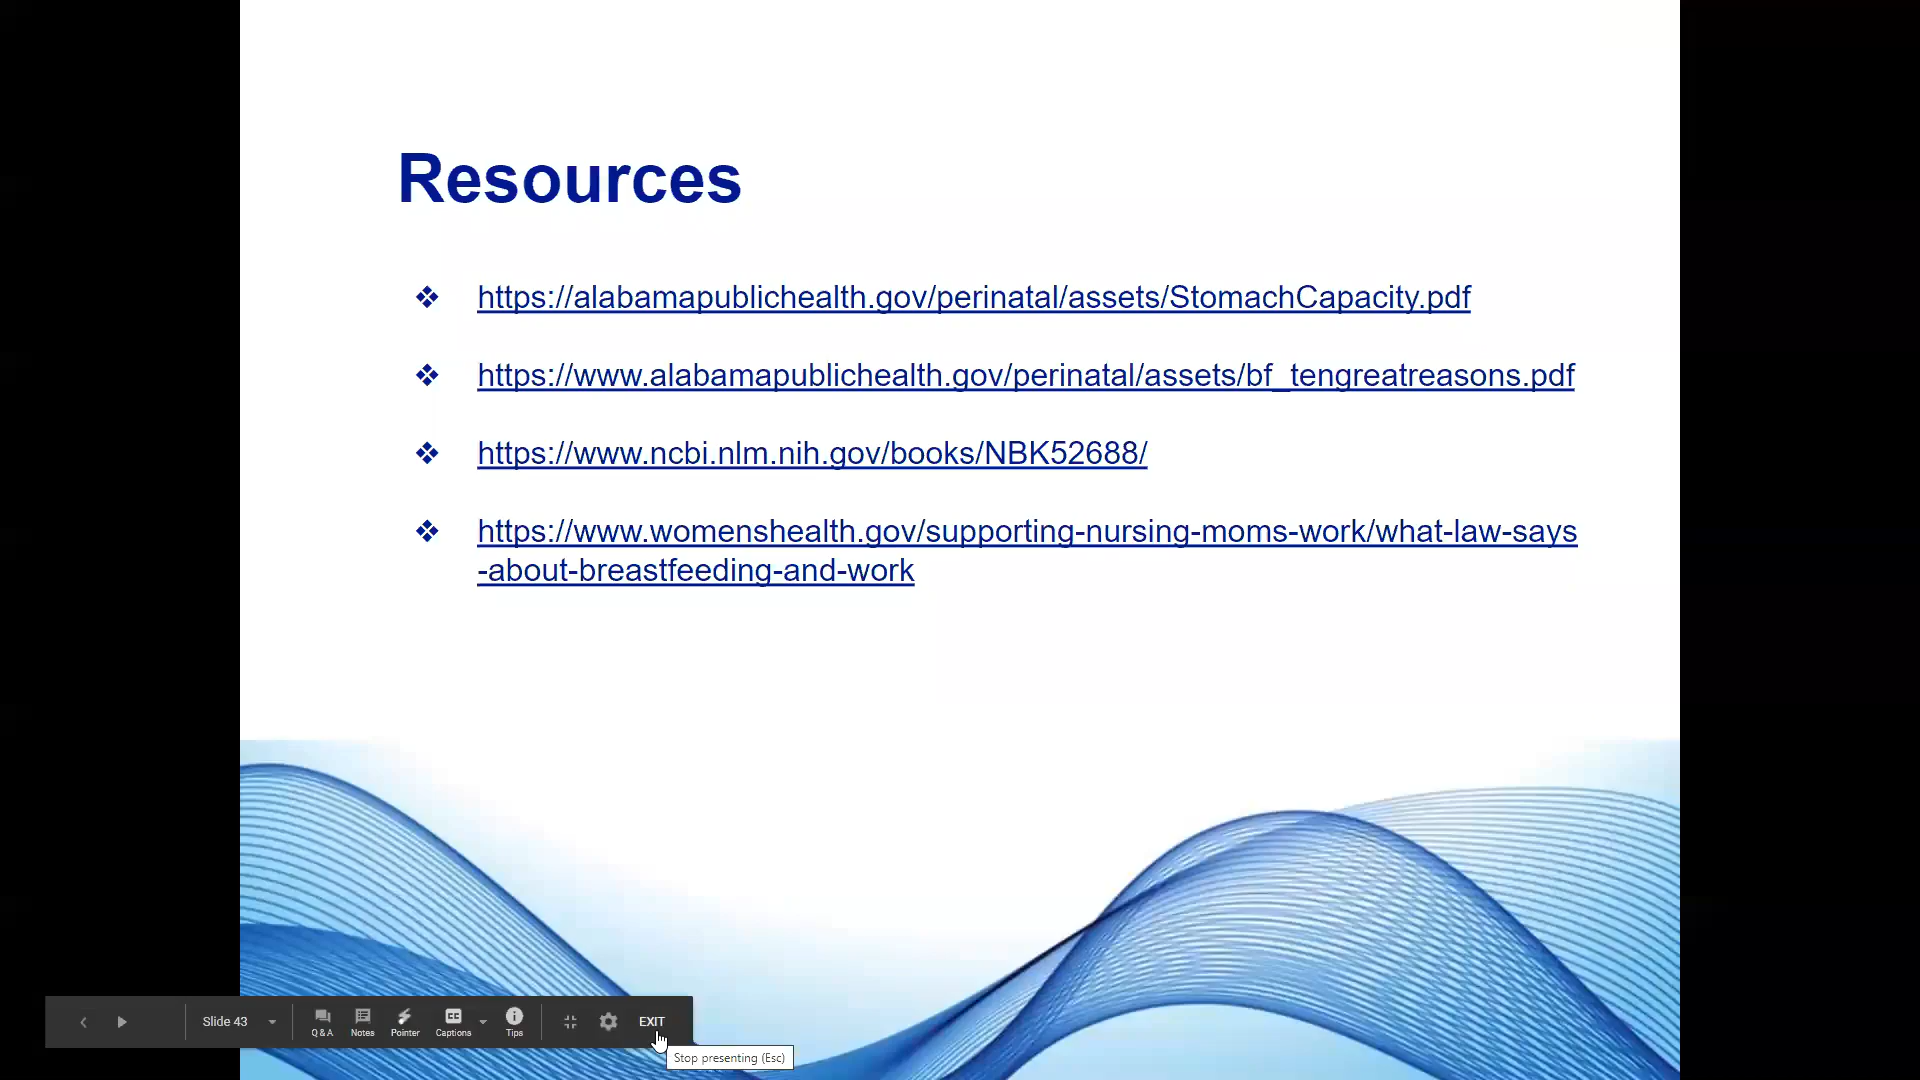 Resources
❖ https://alabamapublichealth.gov/perinatal/assets/StomachCapacity.pdf
❖ https://www.alabamapublichealth.gov/perinatal/assets/bf_tengreatreasons.pdf
❖ https://www.ncbi.nlm.nih.gov/books/NBK52688/
❖ https://www.womenshealth.gov/supporting-nursing-moms-work/what-law-says
-about-breastfeeding-and-work
Slide 43
Q & A
Notes
Pointer
CC
Captions
Tips
EXIT
Stop presenting (Esc)